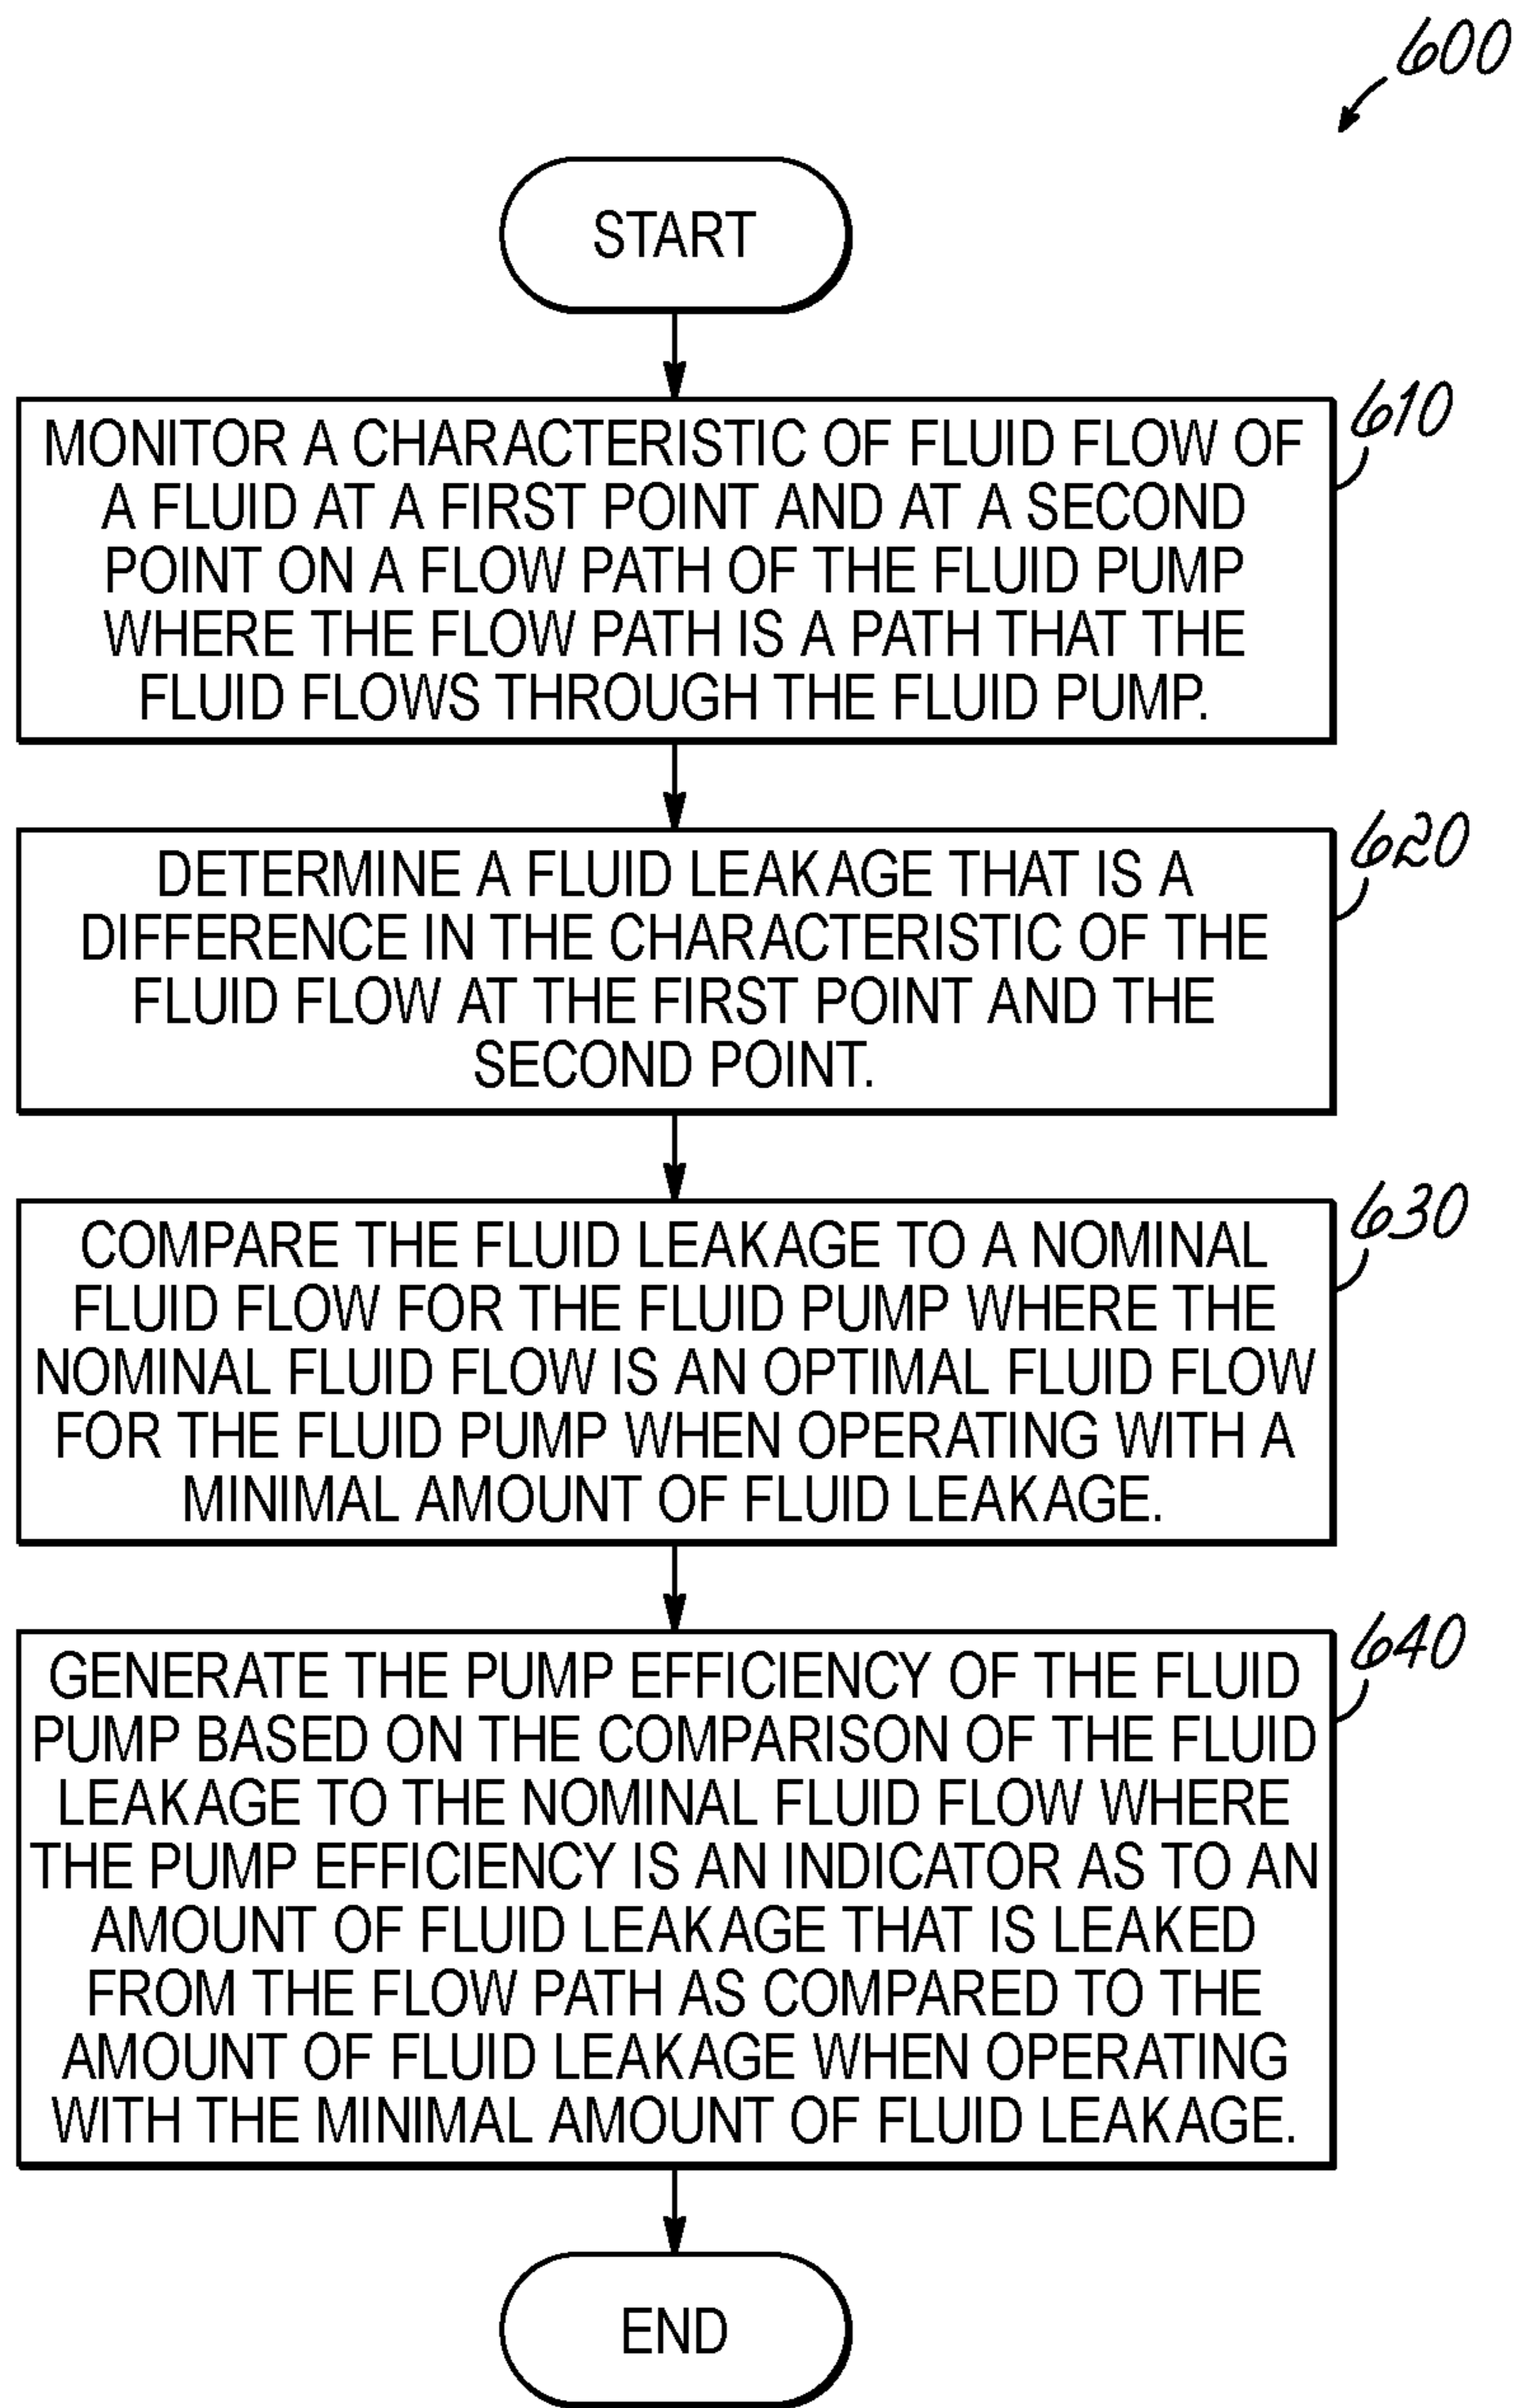 600
START
610
MONITOR A CHARACTERISTIC OF FLUID FLOW OF
A FLUID AT A FIRST POINT AND AT A SECOND
POINT ON A FLOW PATH OF THE FLUID PUMP
WHERE THE FLOW PATH IS A PATH THAT THE
FLUID FLOWS THROUGH THE FLUID PUMP.
620
DETERMINE A FLUID LEAKAGE THAT IS A
DIFFERENCE IN THE CHARACTERISTIC OF THE
FLUID FLOW AT THE FIRST POINT AND THE
SECOND POINT.
630
COMPARE THE FLUID LEAKAGE TO A NOMINAL
FLUID FLOW FOR THE FLUID PUMP WHERE THE
NOMINAL FLUID FLOW IS AN OPTIMAL FLUID FLOW
FOR THE FLUID PUMP WHEN OPERATING WITH A
MINIMAL AMOUNT OF FLUID LEAKAGE.
640
GENERATE THE PUMP EFFICIENCY OF THE FLUID
PUMP BASED ON THE COMPARISON OF THE FLUID
LEAKAGE TO THE NOMINAL FLUID FLOW WHERE
THE PUMP EFFICIENCY IS AN INDICATOR AS TO AN
AMOUNT OF FLUID LEAKAGE THAT IS LEAKED
FROM THE FLOW PATH AS COMPARED TO THE
AMOUNT OF FLUID LEAKAGE WHEN OPERATING
WITH THE MINIMAL AMOUNT OF FLUID LEAKAGE.
END